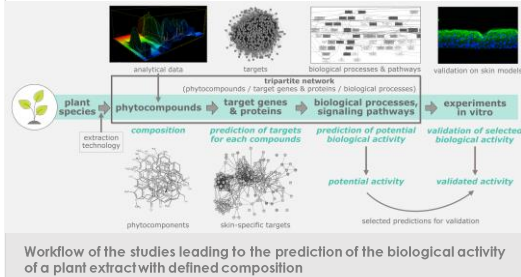 analytical data
targets
biological processes & pathways
validation on skin models
tripartite network
(phytocompounds / target genes & proteins / biological processes)
plant
species
phytocompounds
target genes
& proteins
biological processes,
signaling pathways
experiments
in vitro
extraction
technology
composition
prediction of targets
for each compounds
prediction of potential
biological activity
validation of selected
biological activity
potential activity
validated activity
selected predictions for validation
phytocomponents
skin-specific targets
Workflow of the studies leading to the prediction of the biological activity
of a plant extract with defined composition